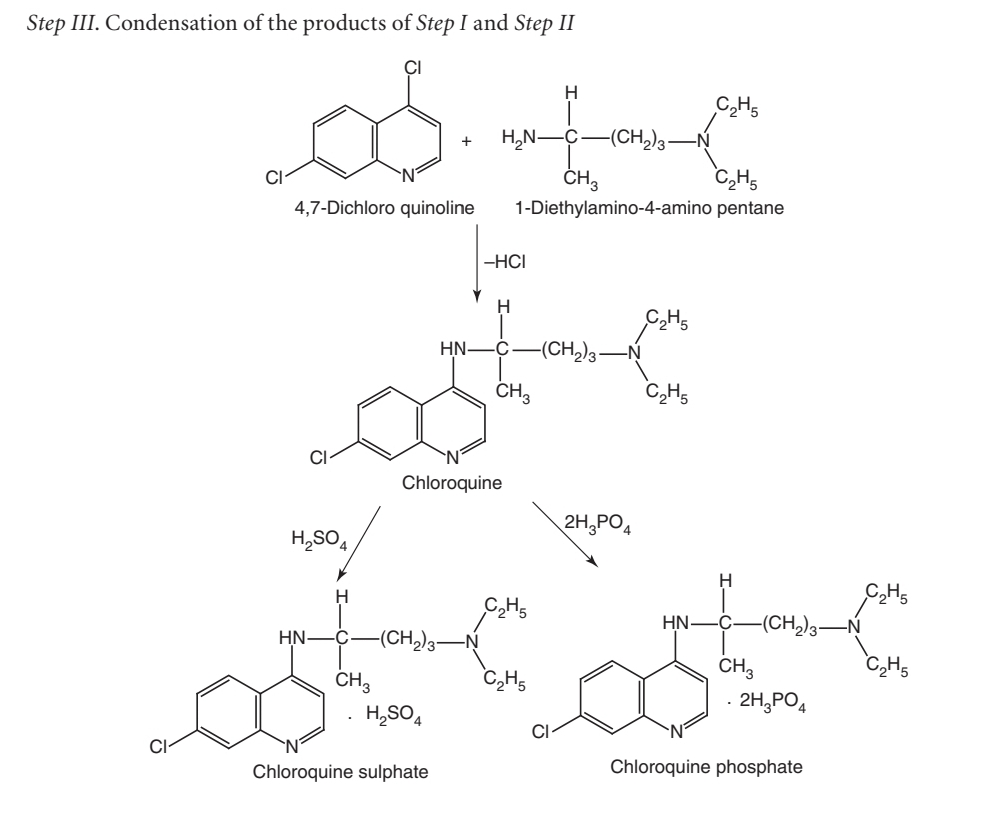 Step III. Condensation of the products of Step I and Step II
Cl
Cl
N
+
H
H₂N—C—(CH₂)₃—N
CH₃
C₂H₅
C₂H₅
4,7-Dichloro quinoline
1-Diethylamino-4-amino pentane
–HCl
H
HN—C—(CH₂)₃—N
CH₃
C₂H₅
C₂H₅
Cl
N
Chloroquine
H₂SO₄
2H₃PO₄
H
HN—C—(CH₂)₃—N
CH₃
C₂H₅
C₂H₅
Cl
N
· H₂SO₄
Chloroquine sulphate
H
HN—C—(CH₂)₃—N
CH₃
C₂H₅
C₂H₅
Cl
N
· 2H₃PO₄
Chloroquine phosphate